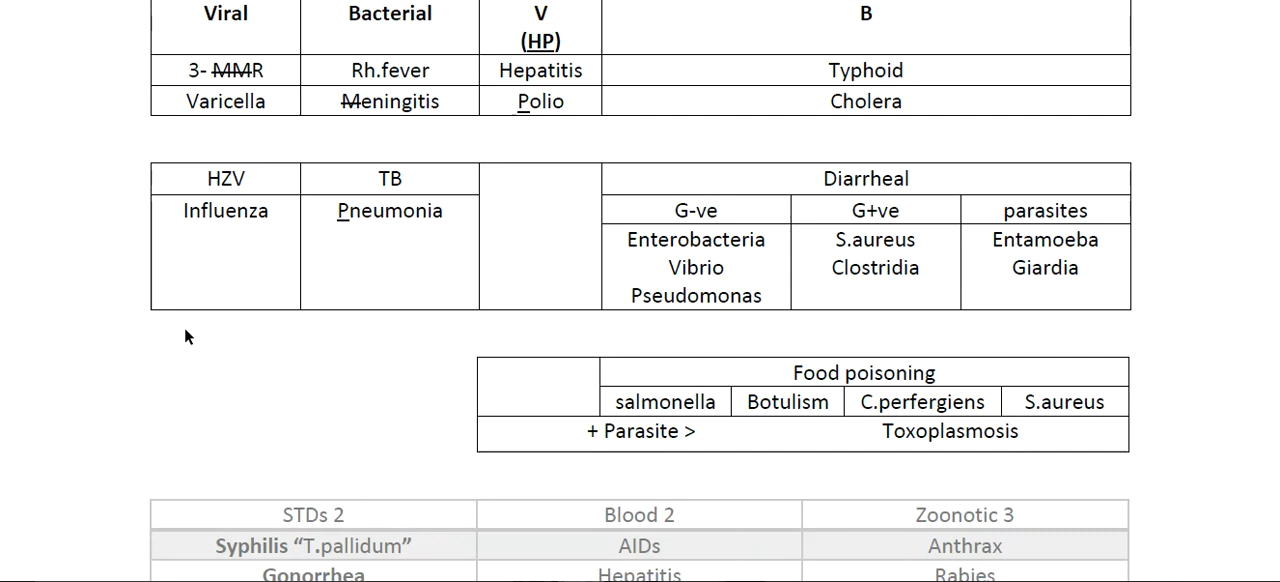 Viral Bacterial V B
(HP)
3- MMR Rh.fever Hepatitis Typhoid
Varicella Meningitis Polio Cholera
HZV TB Diarrheal
Influenza Pneumonia G-ve G+ve parasites
Enterobacteria S.aureus Entamoeba
Vibrio Clostridia Giardia
Pseudomonas
Food poisoning
salmonella Botulism C.perfergiens S.aureus
+ Parasite > Toxoplasmosis
STDs 2 Blood 2 Zoonotic 3
Syphilis “T.pallidum” AIDs Anthrax
Gonorrhea Hepatitis Rabies